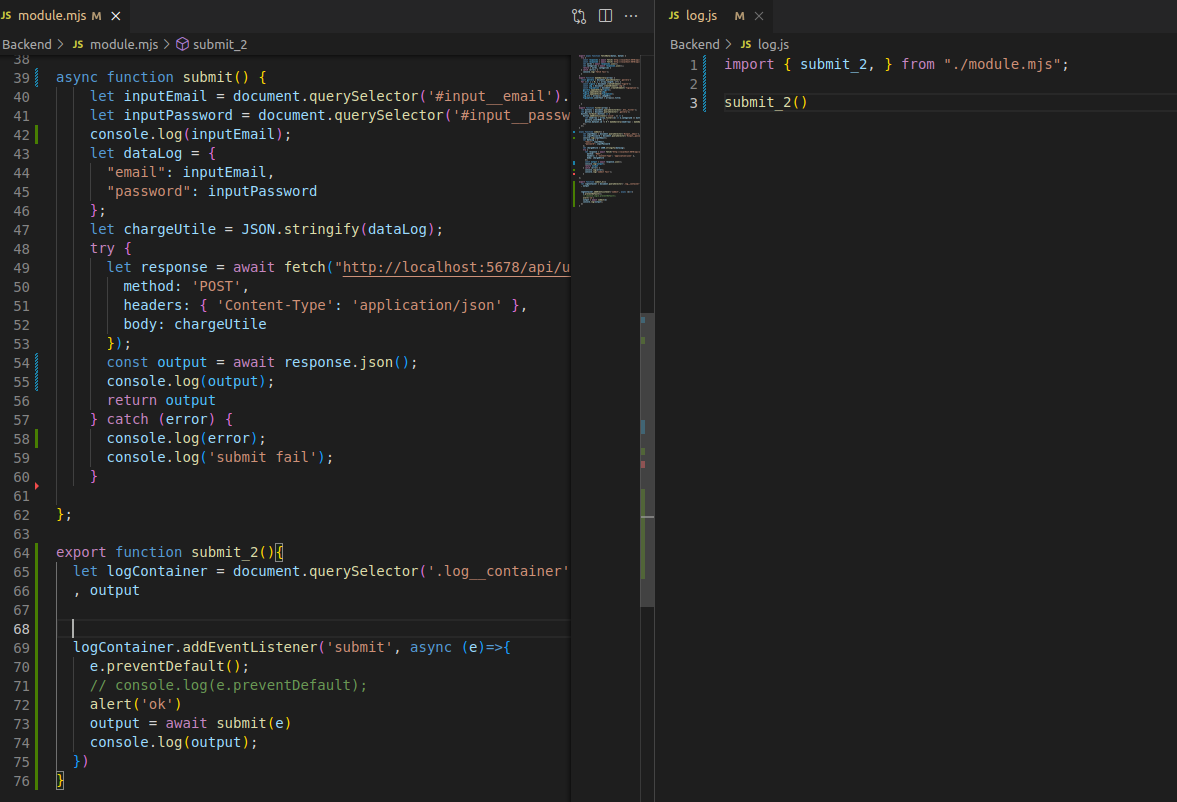 JS module.mjs M
Backend > JS module.mjs > submit_2
38
39 async function submit() {
40 let inputEmail = document.querySelector('#input__email').
41 let inputPassword = document.querySelector('#input__passw
42 console.log(inputEmail);
43 let dataLog = {
44 "email": inputEmail,
45 "password": inputPassword
46 };
47 let chargeUtile = JSON.stringify(dataLog);
48 try {
49 let response = await fetch("http://localhost:5678/api/u
50 method: 'POST',
51 headers: { 'Content-Type': 'application/json' },
52 body: chargeUtile
53 });
54 const output = await response.json();
55 console.log(output);
56 return output
57 } catch (error) {
58 console.log(error);
59 console.log('submit fail');
60 }
61
62 };
63
64 export function submit_2(){
65 let logContainer = document.querySelector('.log__container'
66 , output
67
68
69 logContainer.addEventListener('submit', async (e)=>{
70 e.preventDefault();
71 // console.log(e.preventDefault);
72 alert('ok')
73 output = await submit(e)
74 console.log(output);
75 })
76 }
JS log.js M
Backend > JS log.js
1 import { submit_2, } from "./module.mjs";
2
3 submit_2()